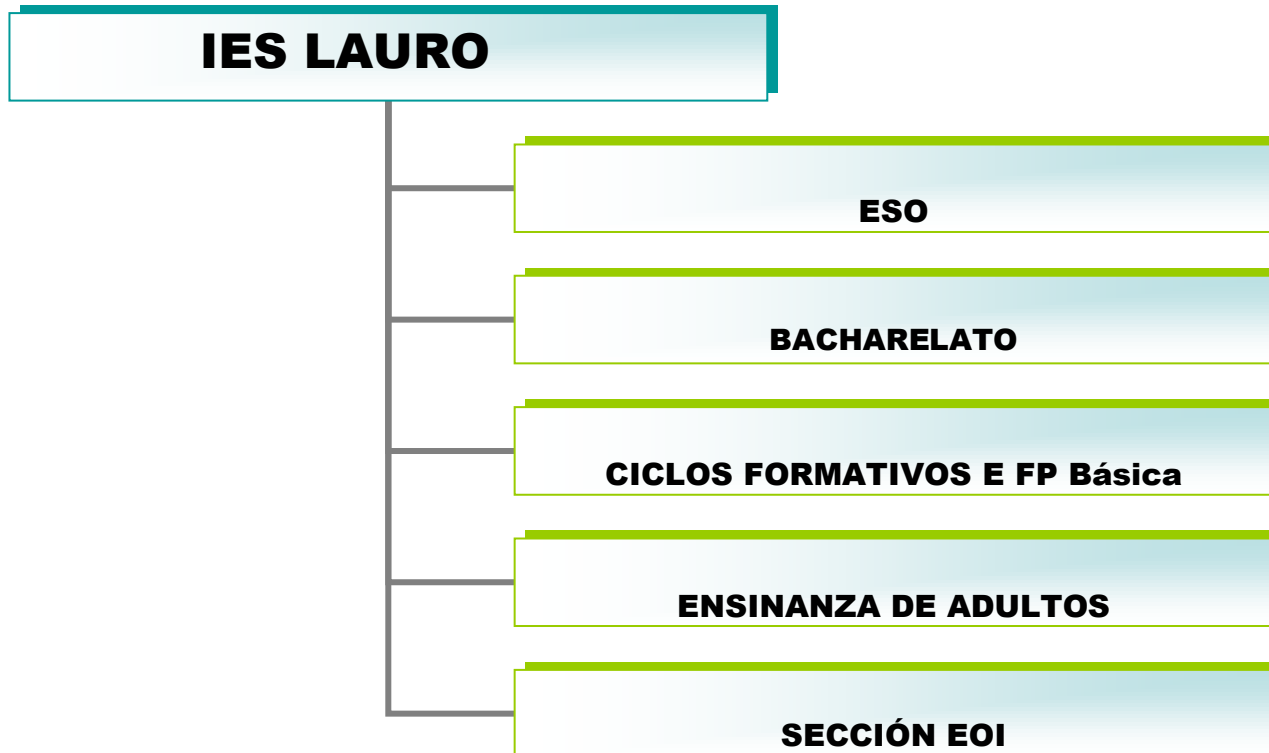 IES LAURO
ESO
BACHARELATO
CICLOS FORMATIVOS E FP Básica
ENSINANZA DE ADULTOS
SECCIÓN EOI